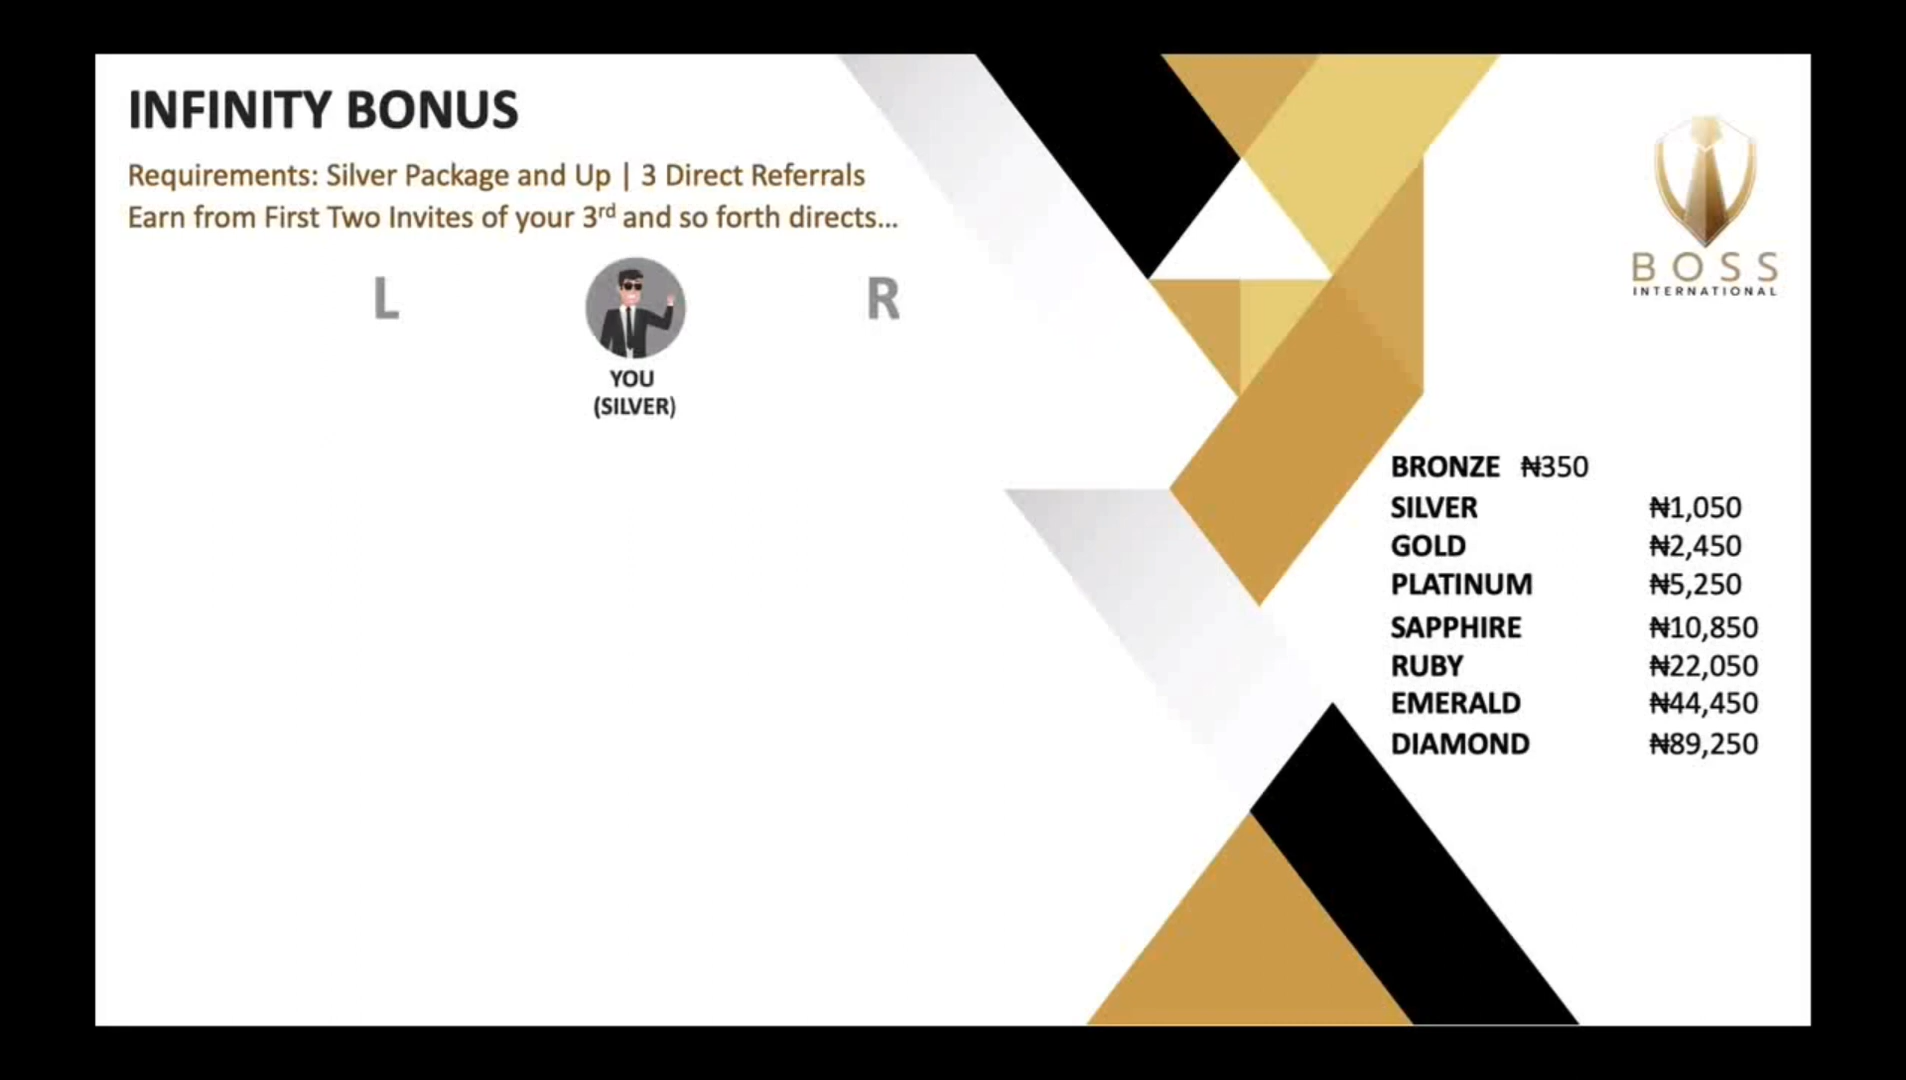 INFINITY BONUS
Requirements: Silver Package and Up | 3 Direct Referrals
Earn from First Two Invites of your 3rd and so forth directs...
L
R
YOU
(SILVER)
BOSS
INTERNATIONAL
BRONZE ₦350
SILVER ₦1,050
GOLD ₦2,450
PLATINUM ₦5,250
SAPPHIRE ₦10,850
RUBY ₦22,050
EMERALD ₦44,450
DIAMOND ₦89,250